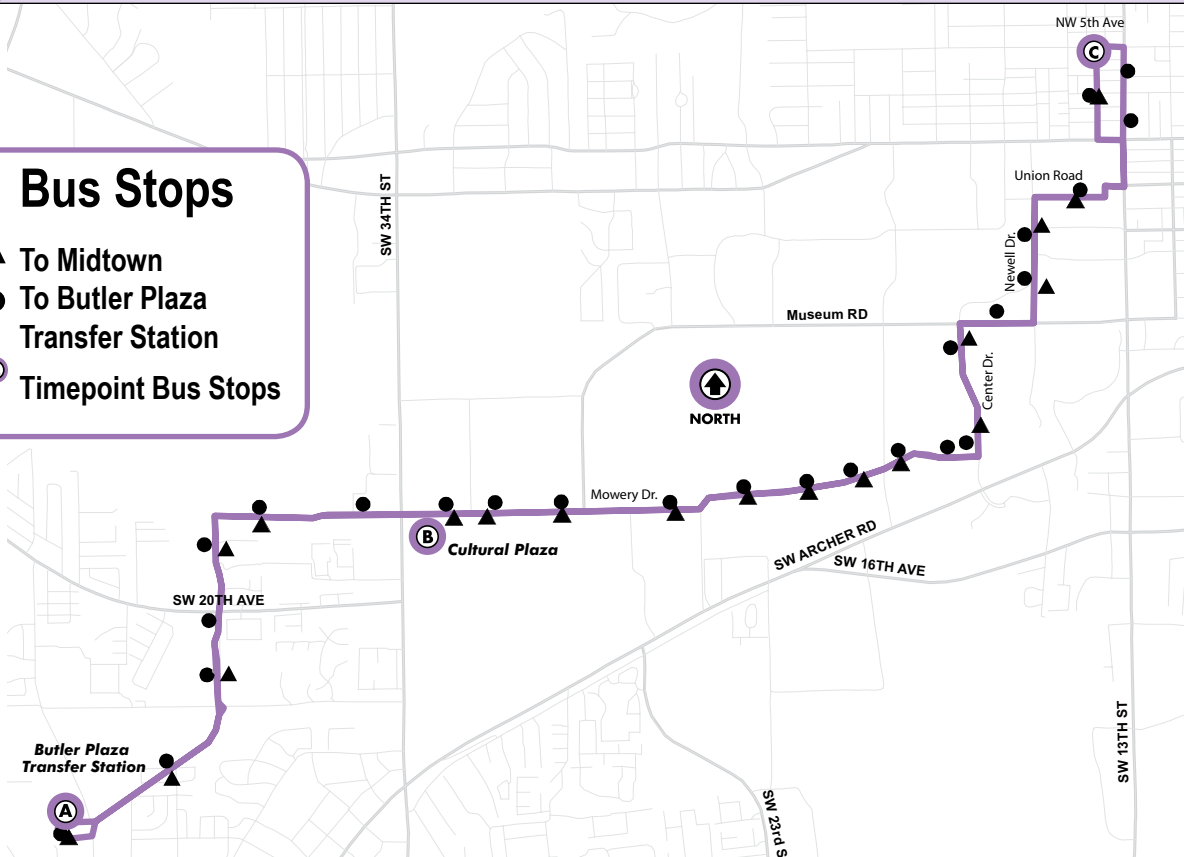 NW 5th Ave
C
Bus Stops
To Midtown
To Butler Plaza
Transfer Station
Timepoint Bus Stops
SW 34TH ST
Union Road
Newell Dr.
Museum RD
Center Dr.
NORTH
Mowery Dr.
B
Cultural Plaza
SW ARCHER RD
SW 16TH AVE
SW 20TH AVE
SW 13TH ST
Butler Plaza
Transfer Station
A
SW 23rd S